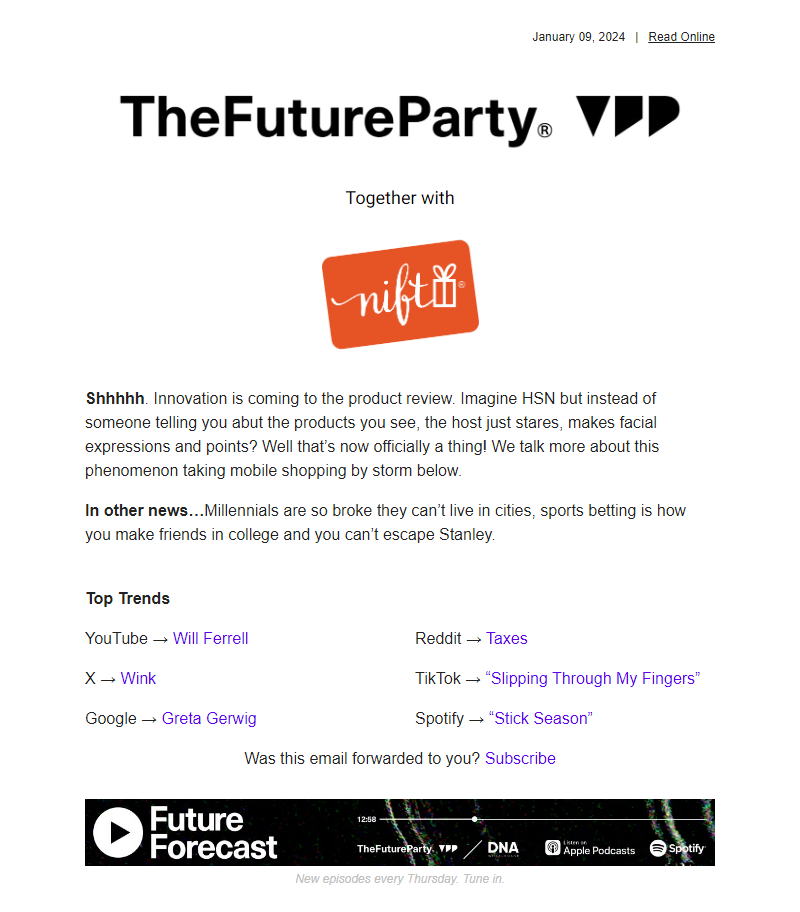 January 09, 2024 | Read Online
TheFutureParty®
Together with
nift®
Shhhhh. Innovation is coming to the product review. Imagine HSN but instead of
someone telling you abut the products you see, the host just stares, makes facial
expressions and points? Well that’s now officially a thing! We talk more about this
phenomenon taking mobile shopping by storm below.
In other news…Millennials are so broke they can’t live in cities, sports betting is how
you make friends in college and you can’t escape Stanley.
Top Trends
YouTube → Will Ferrell
Reddit → Taxes
X → Wink
TikTok → “Slipping Through My Fingers”
Google → Greta Gerwig
Spotify → “Stick Season”
Was this email forwarded to you? Subscribe
Future
Forecast
12:58
TheFutureParty.
DNA
Listen on
Apple Podcasts
Spotify
New episodes every Thursday. Tune in.